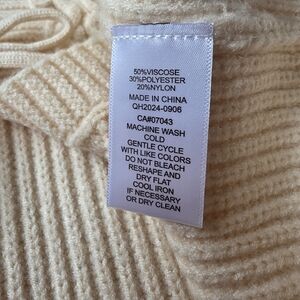 50%VISCOSE
30%POLYESTER
20%NYLON
MADE IN CHINA
QH2024-0906
CA#07043
MACHINE WASH
COLD
GENTLE CYCLE
WITH LIKE COLORS
DO NOT BLEACH
RESHAPE AND
DRY FLAT
COOL IRON
IF NECESSARY
OR DRY CLEAN